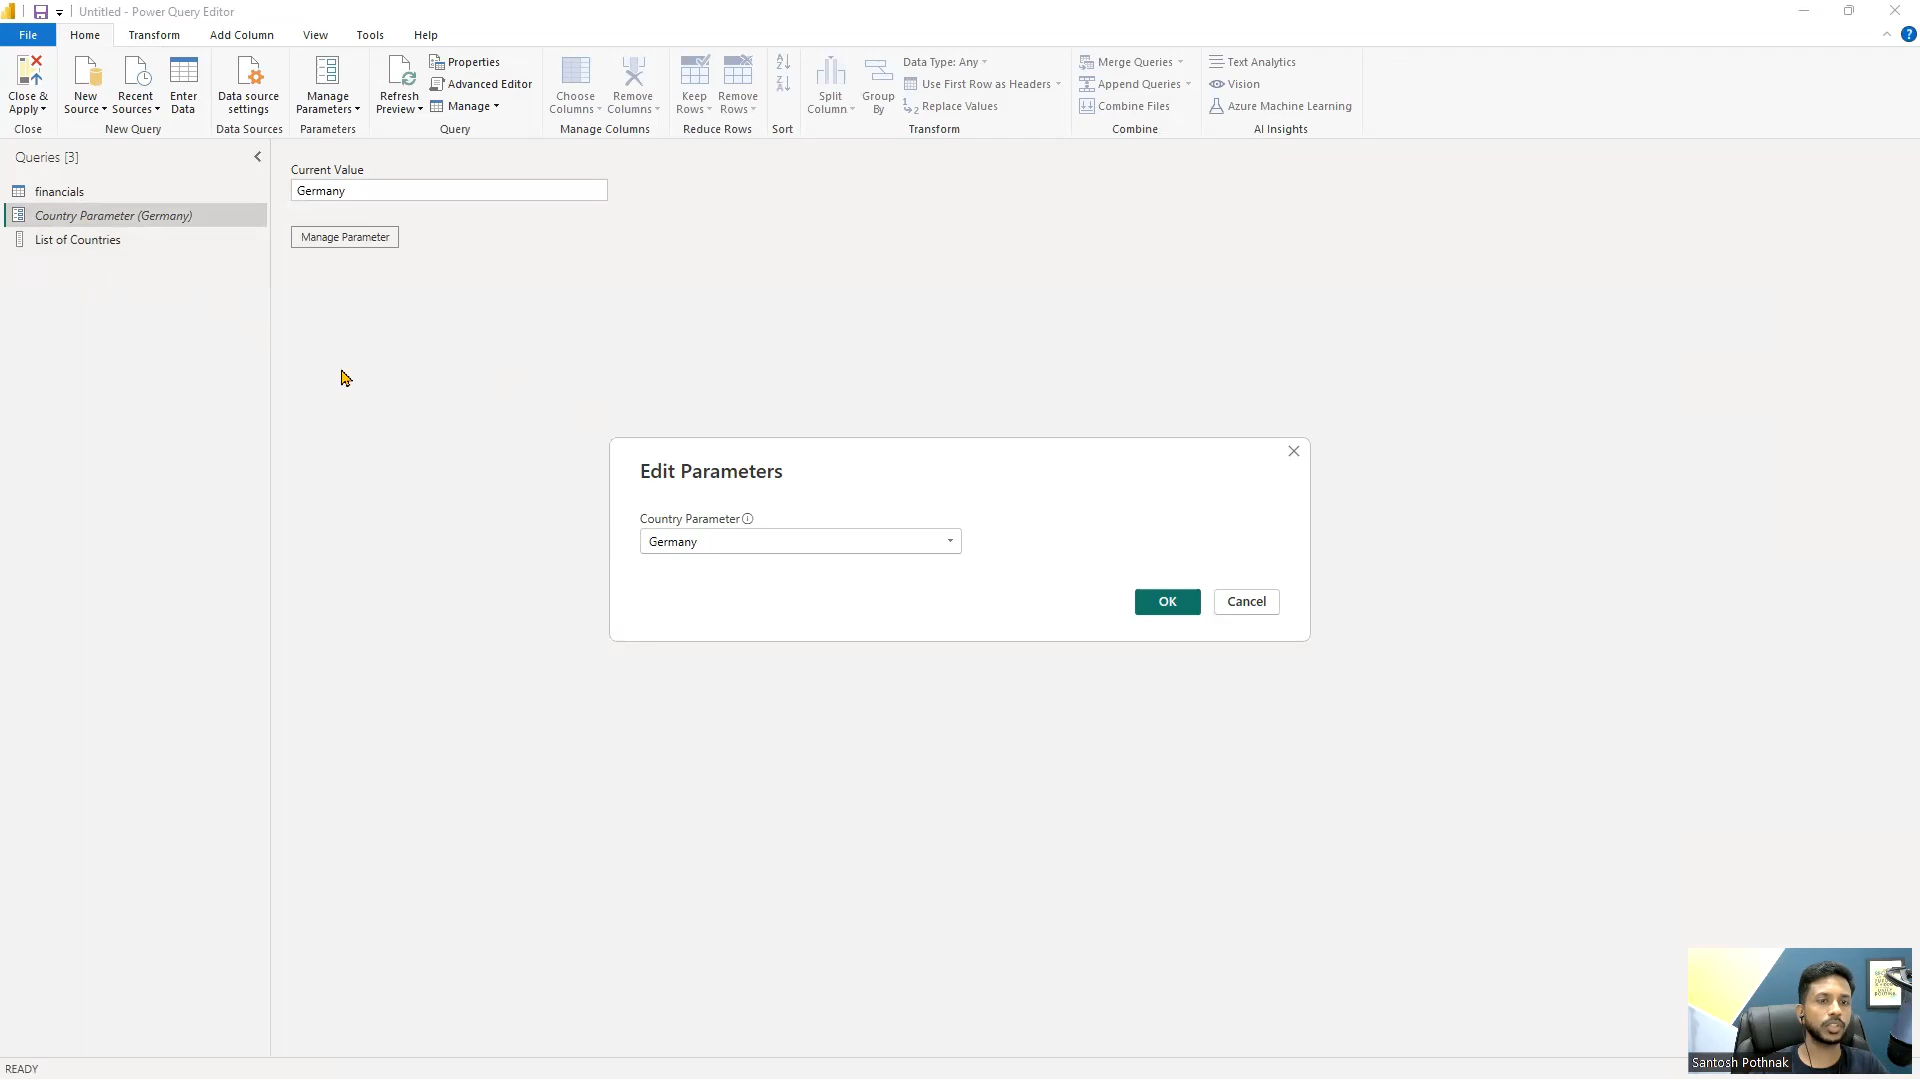 Untitled - Power Query Editor
File Home Transform Add Column View Tools Help
Close & Apply
New Source
Recent Sources
Enter Data
Data source settings
Manage Parameters
Refresh Preview
Properties
Advanced Editor
Manage
Choose Columns
Remove Columns
Keep Rows
Remove Rows
Split Column
Group By
Data Type: Any
Use First Row as Headers
Replace Values
Merge Queries
Append Queries
Combine Files
Text Analytics
Vision
Azure Machine Learning
Close New Query Data Sources Parameters Query Manage Columns Reduce Rows Sort Transform Combine AI Insights
Queries [3]
financials
Country Parameter (Germany)
List of Countries
Current Value
Germany
Manage Parameter
Edit Parameters
Country Parameter
Germany
OK Cancel
Santosh Pothnak
READY